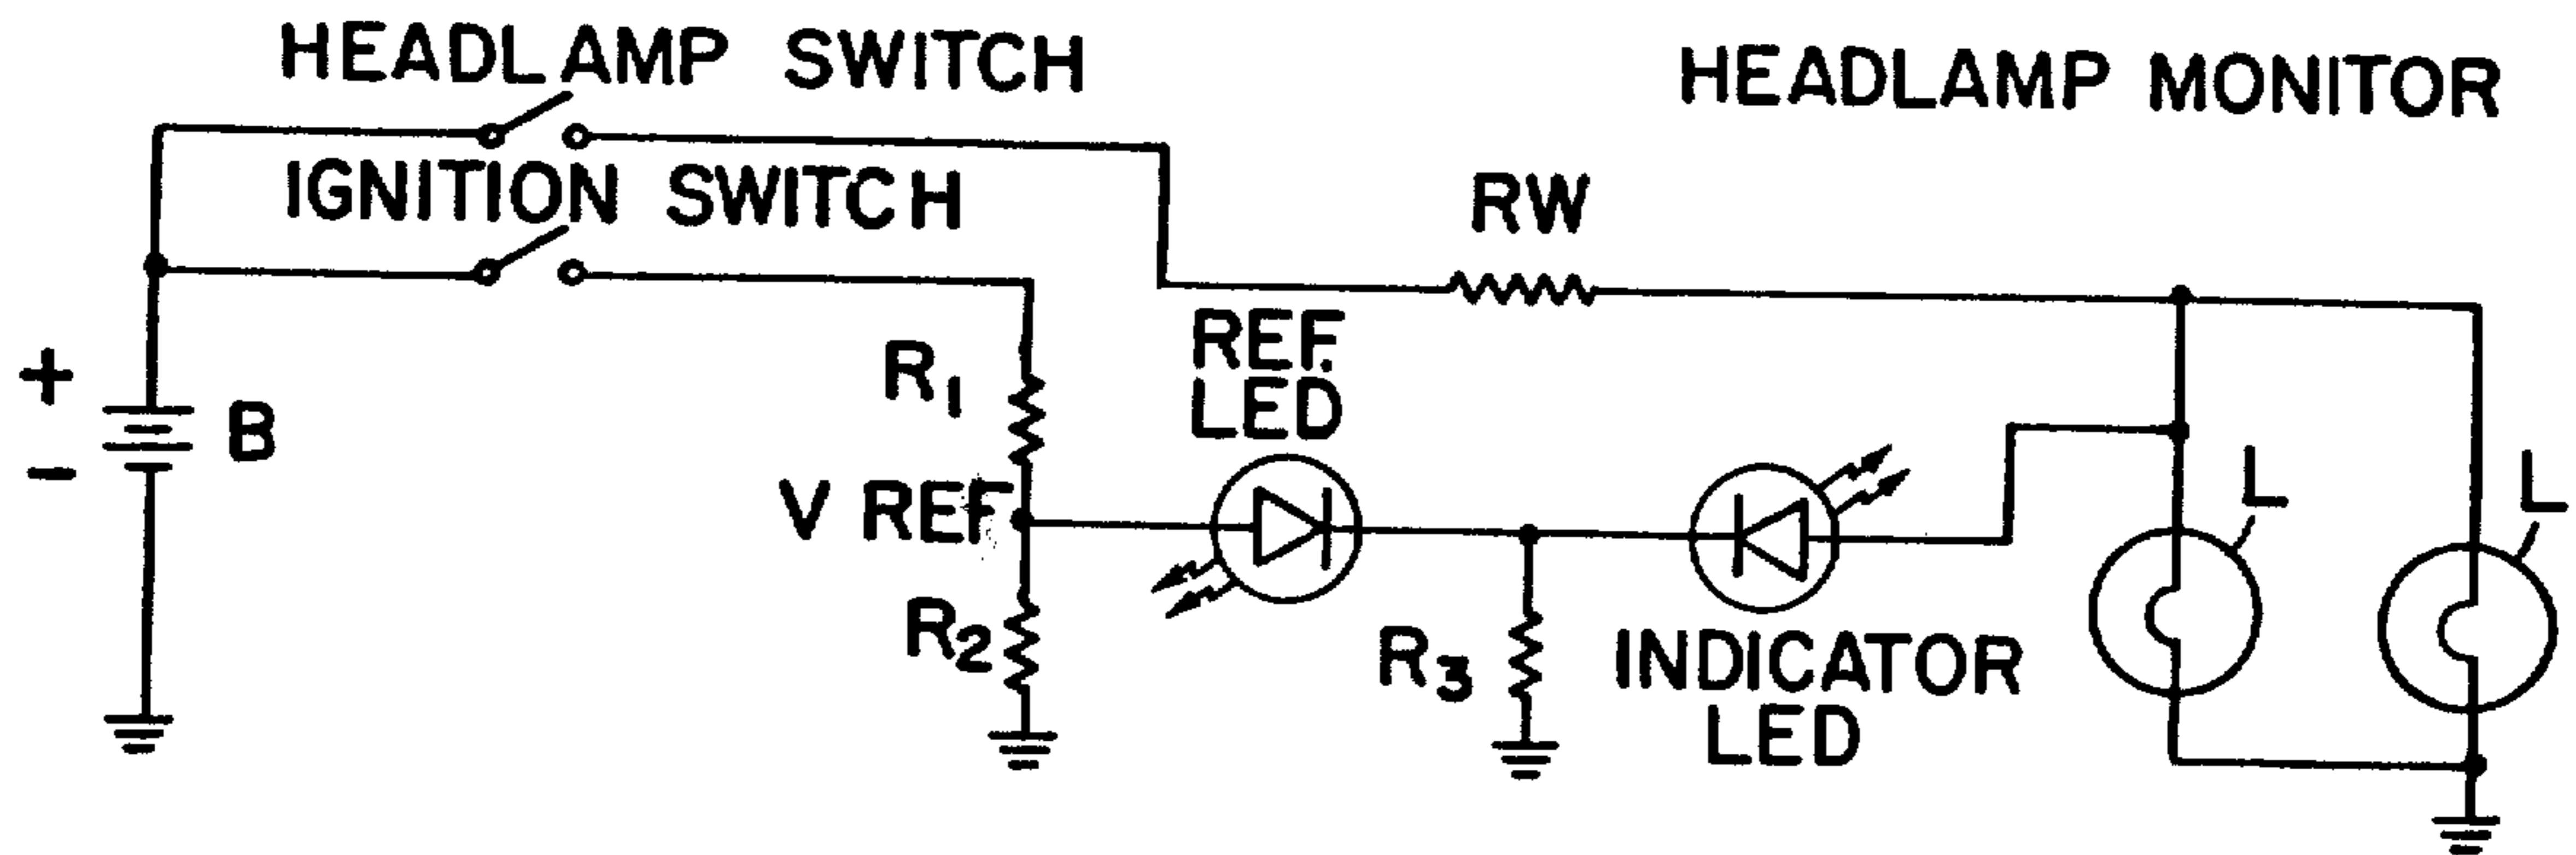 HEADLAMP SWITCH
HEADLAMP MONITOR
IGNITION SWITCH
RW
REF.
LED
R1
+
B
-
V REF
L
L
R2
R3
INDICATOR
LED